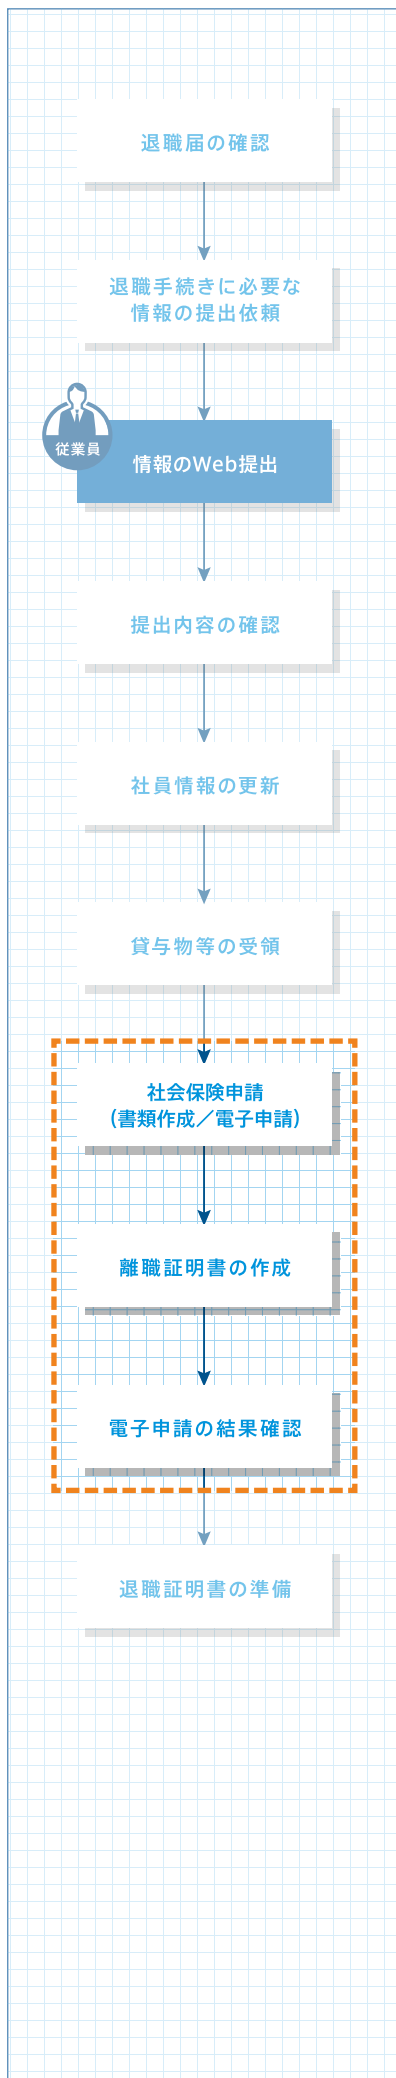 退職届の確認
退職手続きに必要な
情報の提出依頼
従業員
情報のWeb提出
提出内容の確認
社員情報の更新
貸与物等の受領
社会保険申請
（書類作成／電子申請）
離職証明書の作成
電子申請の結果確認
退職証明書の準備